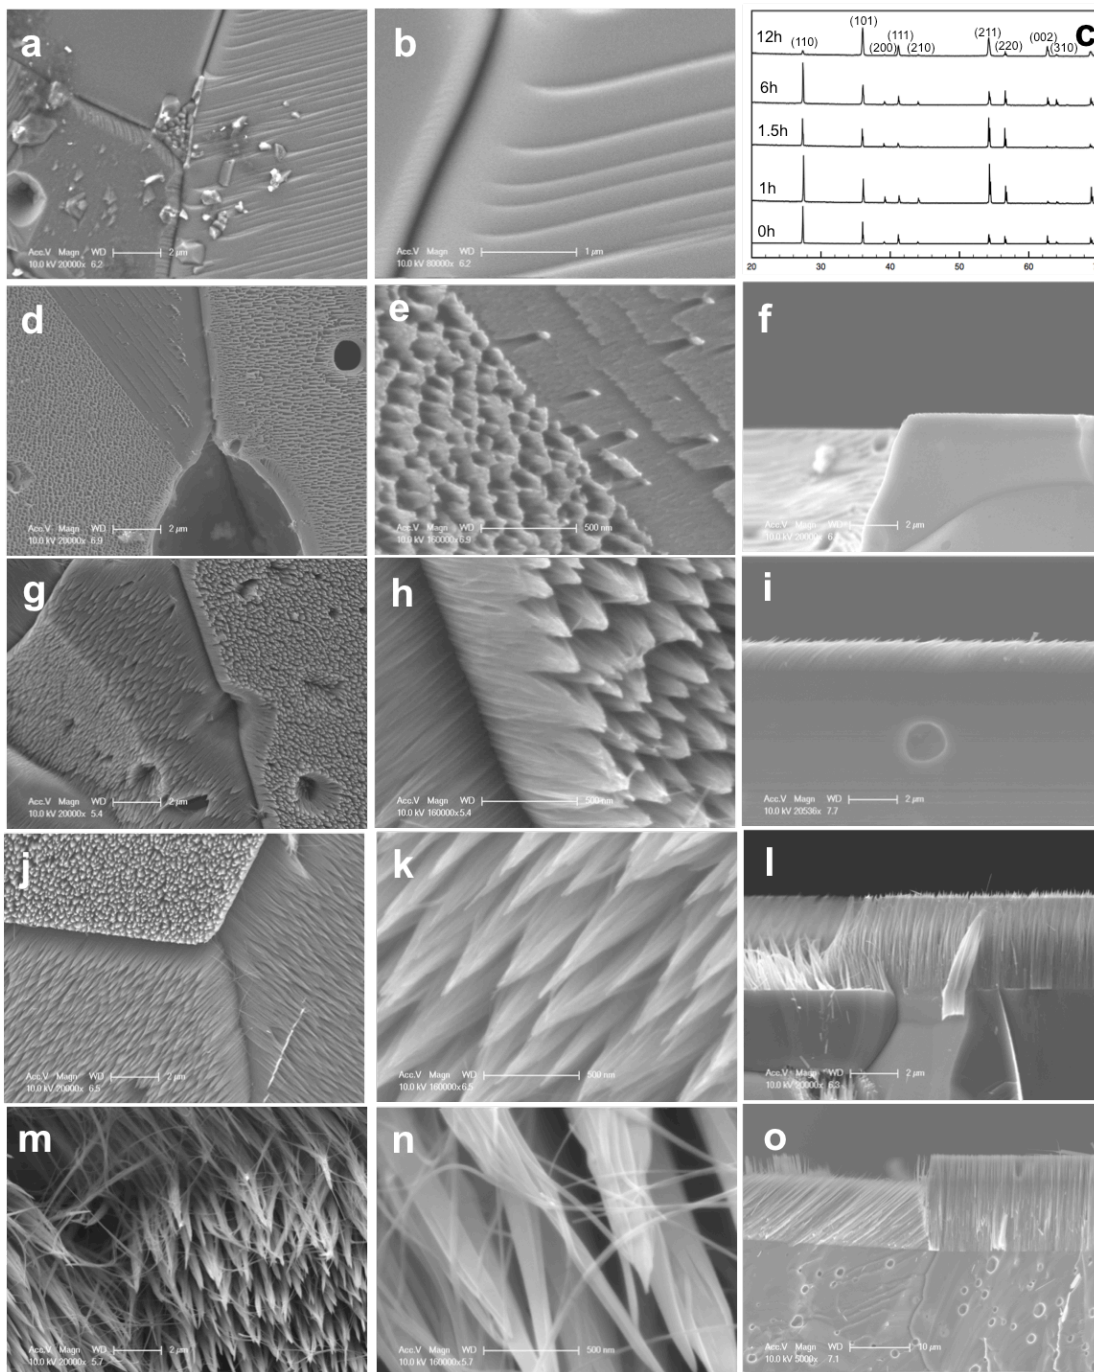 a
Acc.V Magn WD 2 μm
10.0 kV 20000x 6.2
b
Acc.V Magn WD 1 μm
10.0 kV 80000x 6.2
c
12h (110) (101) (200) (111) (210) (211) (220) (002) (310)
6h
1.5h
1h
0h
20 30 40 50 60
d
Acc.V Magn WD 2 μm
10.0 kV 20000x 6.9
e
Acc.V Magn WD 500 nm
10.0 kV 160000x 6.9
f
Acc.V Magn WD 2 μm
10.0 kV
g
Acc.V Magn WD 2 μm
10.0 kV 20000x 5.4
h
Acc.V Magn WD 500 nm
10.0 kV 160000x 5.4
i
Acc.V Magn WD 2 μm
10.0 kV 20536x 7.7
j
Acc.V Magn WD 2 μm
10.0 kV 20000x 6.5
k
Acc.V Magn WD 500 nm
10.0 kV 160000x 6.5
l
Acc.V Magn WD 2 μm
10.0 kV 20000x 6.3
m
Acc.V Magn WD 2 μm
10.0 kV 20000x 5.7
n
Acc.V Magn WD 500 nm
10.0 kV 160000x 5.7
o
Acc.V Magn WD 10 μm
10.0 kV 5000x 7.1